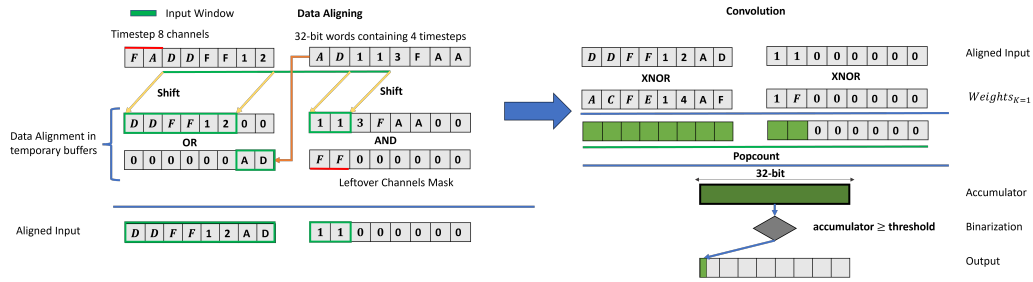 Input Window
Data Aligning
Timestep 8 channels
32-bit words containing 4 timesteps
F A D D F F 1 2
A D 1 1 3 F A A
Shift
Shift
Data Alignment in
temporary buffers
D D F F 1 2 0 0
1 1 3 F A A 0 0
OR
AND
0 0 0 0 0 0 A D
F F 0 0 0 0 0 0
Leftover Channels Mask
Aligned Input
D D F F 1 2 A D
1 1 0 0 0 0 0 0
Convolution
D D F F 1 2 A D
1 1 0 0 0 0 0 0
Aligned Input
XNOR
XNOR
A C F E 1 4 A F
1 F 0 0 0 0 0 0
Weights_{K=1}
0 0 0 0 0 0
Popcount
32-bit
Accumulator
accumulator ≥ threshold
Binarization
Output